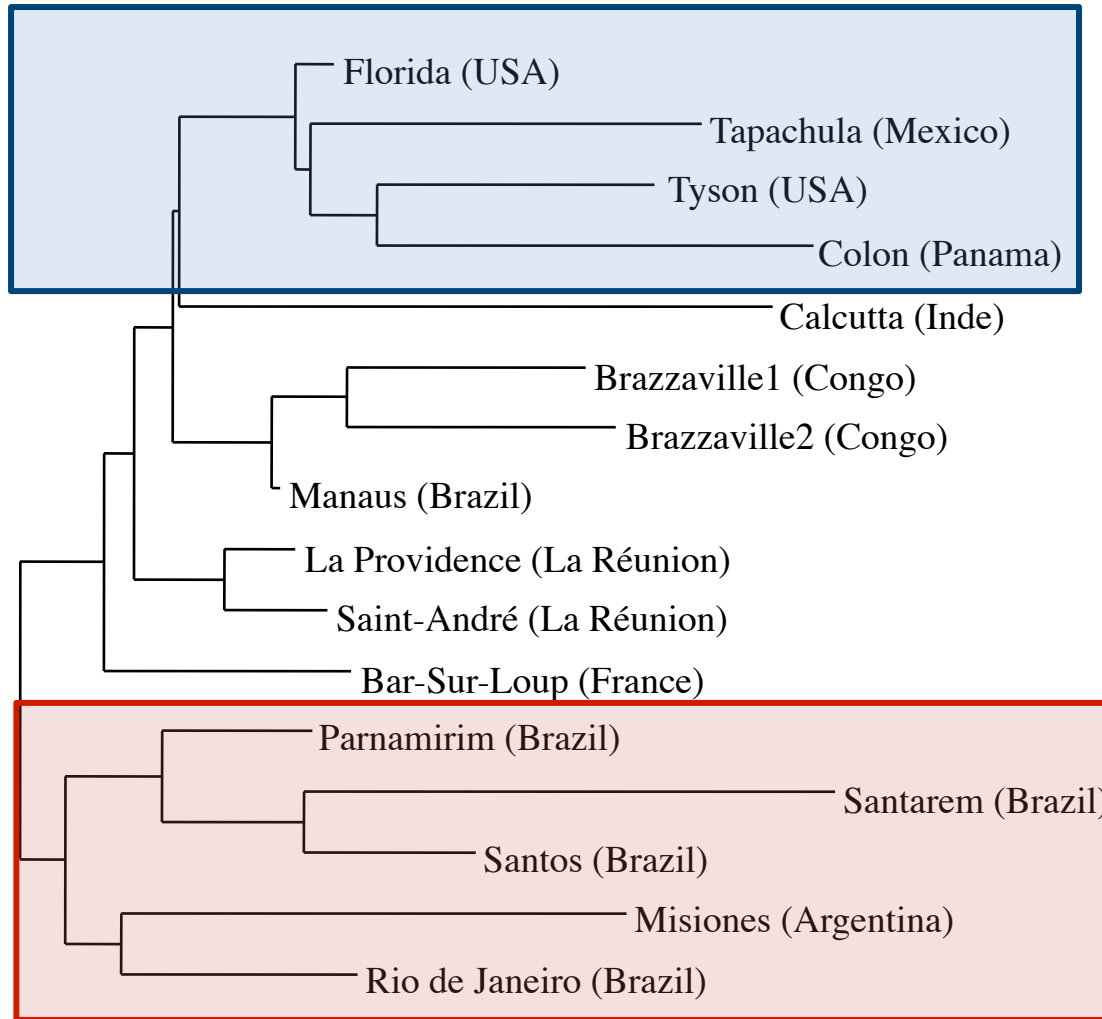 Florida (USA)
Tapachula (Mexico)
Tyson (USA)
Colon (Panama)
Calcutta (Inde)
Brazzaville1 (Congo)
Brazzaville2 (Congo)
Manaus (Brazil)
La Providence (La Réunion)
Saint-André (La Réunion)
Bar-Sur-Loup (France)
Parnamirim (Brazil)
Santarem (Brazil)
Santos (Brazil)
Misiones (Argentina)
Rio de Janeiro (Brazil)